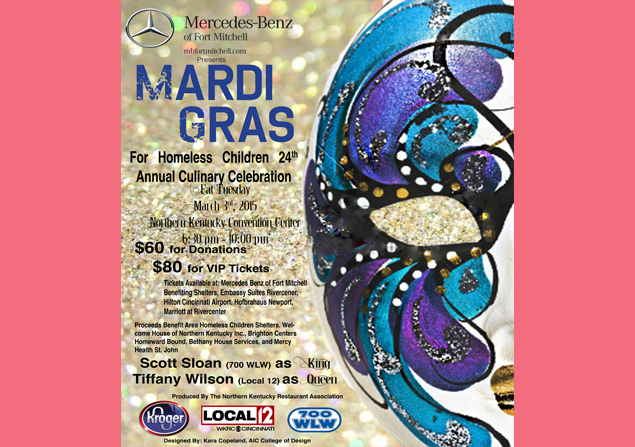 Mercedes-Benz
of Fort Mitchell
mbfortmitchell.com
Presents
MARDI
GRAS
For Homeless Children 24th
Annual Culinary Celebration
Fat Tuesday
March 3rd, 2015
Northern Kentucky Convention Center
6:30 pm - 10:00 pm
$60 for Donations
$80 for VIP Tickets
Tickets Available at: Mercedes Benz of Fort Mitchell
Benefiting Shelters, Embassy Suites Rivercener,
Hilton Cincinnati Airport, Hofbrahaus Newport,
Marriott at Rivercenter
Proceeds Benefit Area Homeless Children Shelters. Wel-
come House of Northern Kentucky Inc., Brighton Centers
Homeward Bound, Bethany House Services, and Mercy
Health St. John
Scott Sloan (700 WLW) as King
Tiffany Wilson (Local 12) as Queen
Produced By The Northern Kentucky Restaurant Association
Kroger
LOCAL 12
WKRC CINCINNATI
700
WLW
Designed By: Kara Copeland, AIC College of Design